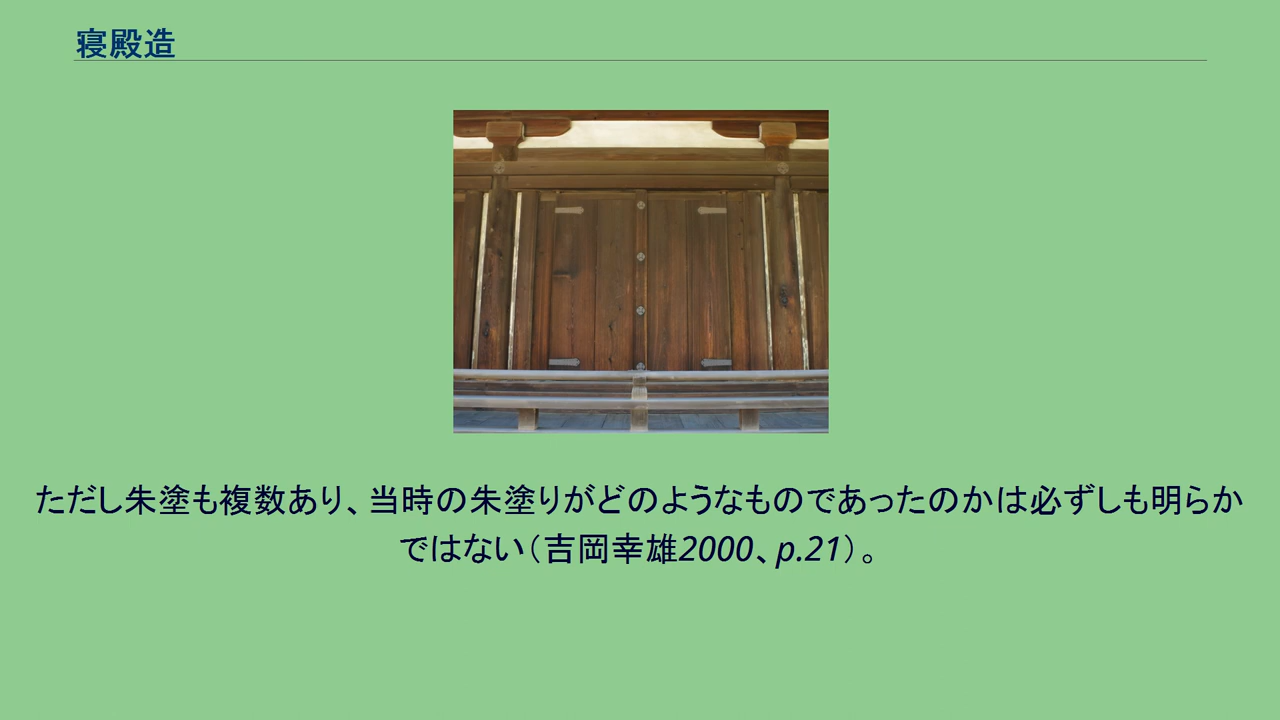 寝殿造
ただし朱塗も複数あり、当時の朱塗りがどのようなものであったのかは必ずしも明らか
ではない（吉岡幸雄2000、p.21）。